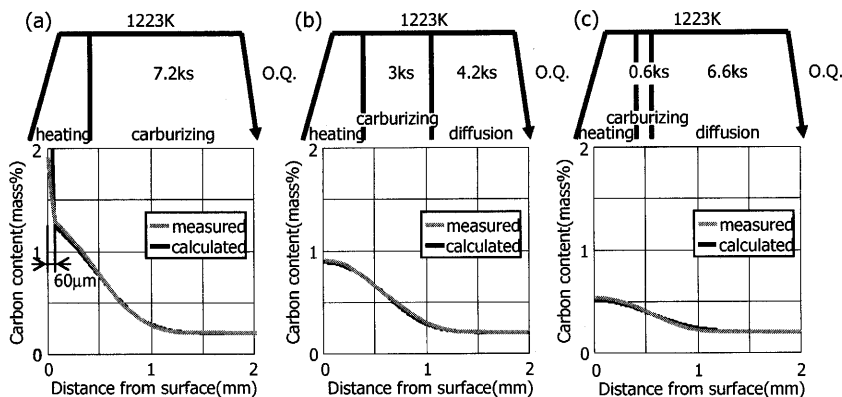 (a)
1223K
7.2ks
O.Q.
heating
carburizing
2
1
0
Carbon content(mass%)
measured
calculated
60μm
0 1 2
Distance from surface(mm)
(b)
1223K
3ks
4.2ks
O.Q.
carburizing
heating
diffusion
2
1
0
Carbon content(mass%)
measured
calculated
0 1 2
Distance from surface(mm)
(c)
1223K
0.6ks
6.6ks
O.Q.
carburizing
heating
diffusion
2
1
0
Carbon content(mass%)
measured
calculated
0 1 2
Distance from surface(mm)